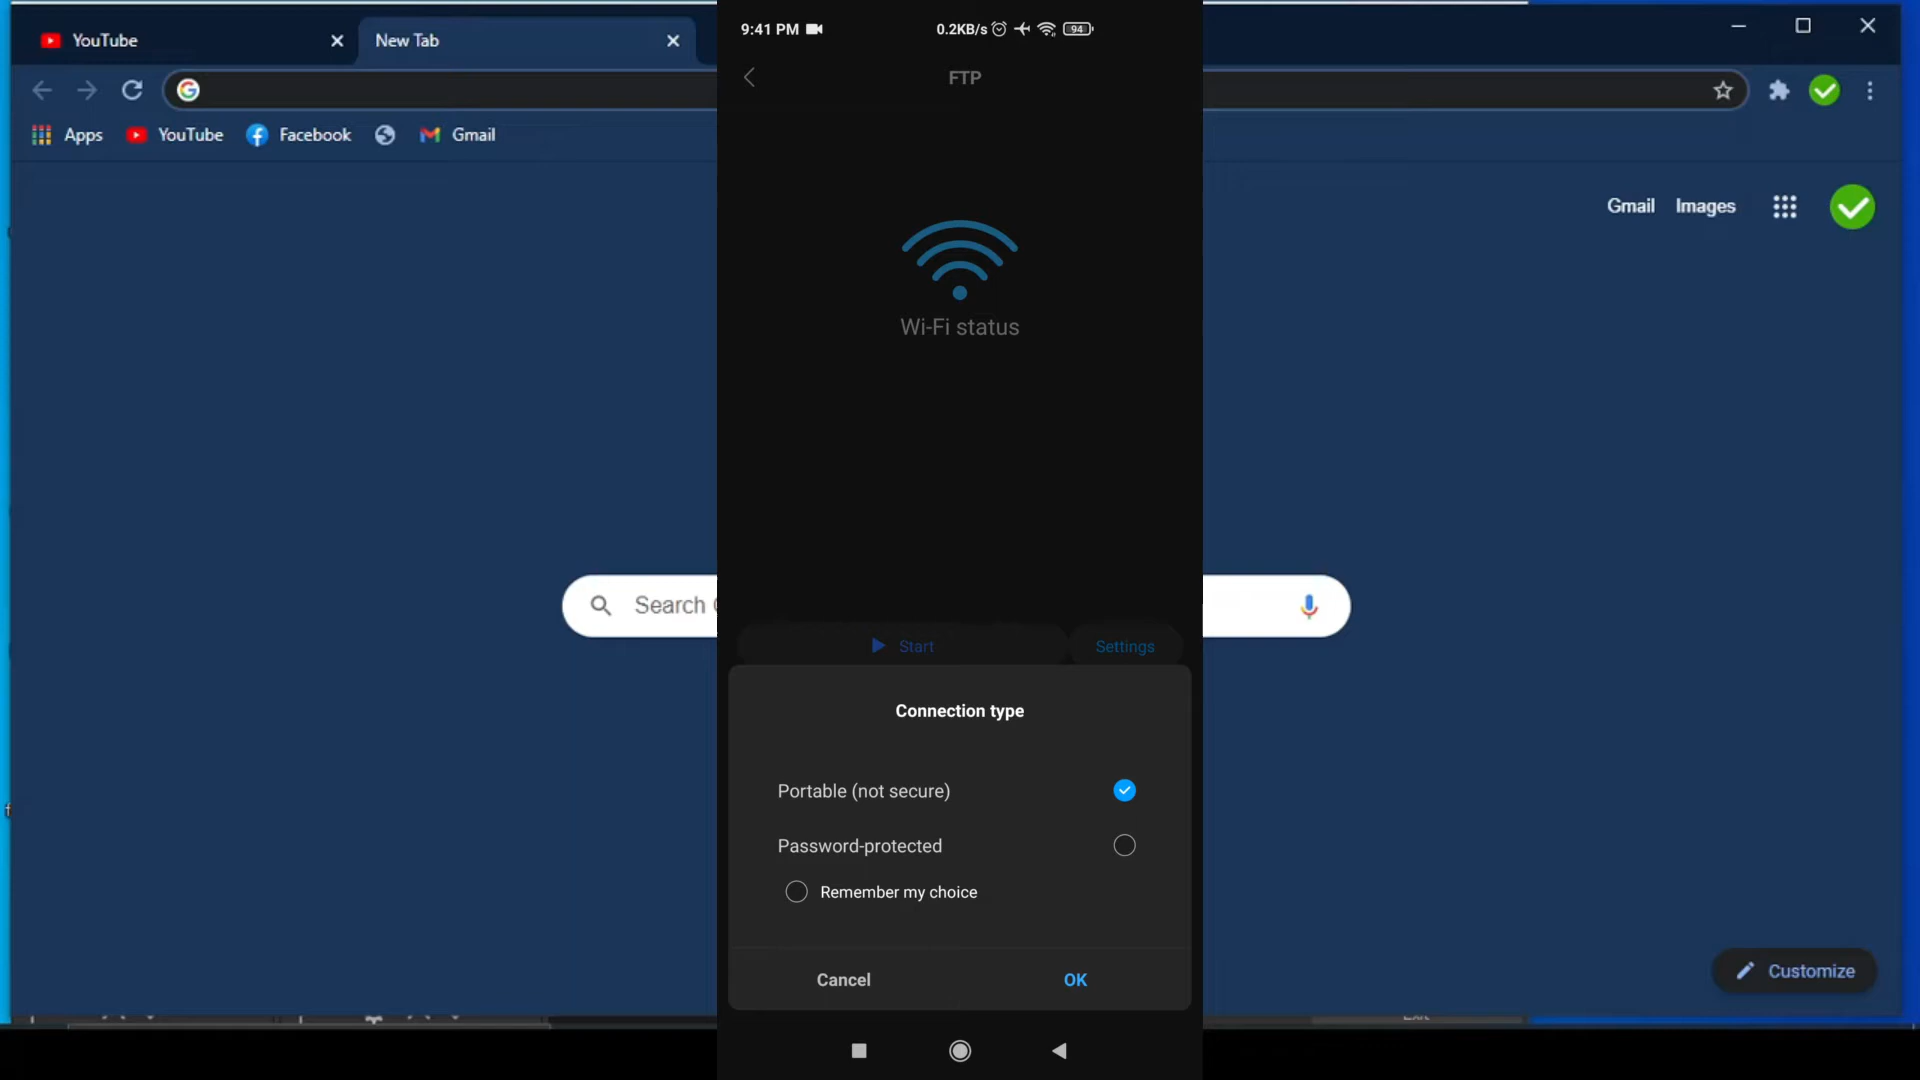 YouTube
New Tab
Apps
YouTube
Facebook
Gmail
9:41 PM
0.2KB/s
94
FTP
Wi-Fi status
Gmail
Images
Search
Start
Settings
Connection type
Portable (not secure)
Password-protected
Remember my choice
Cancel
OK
Customize